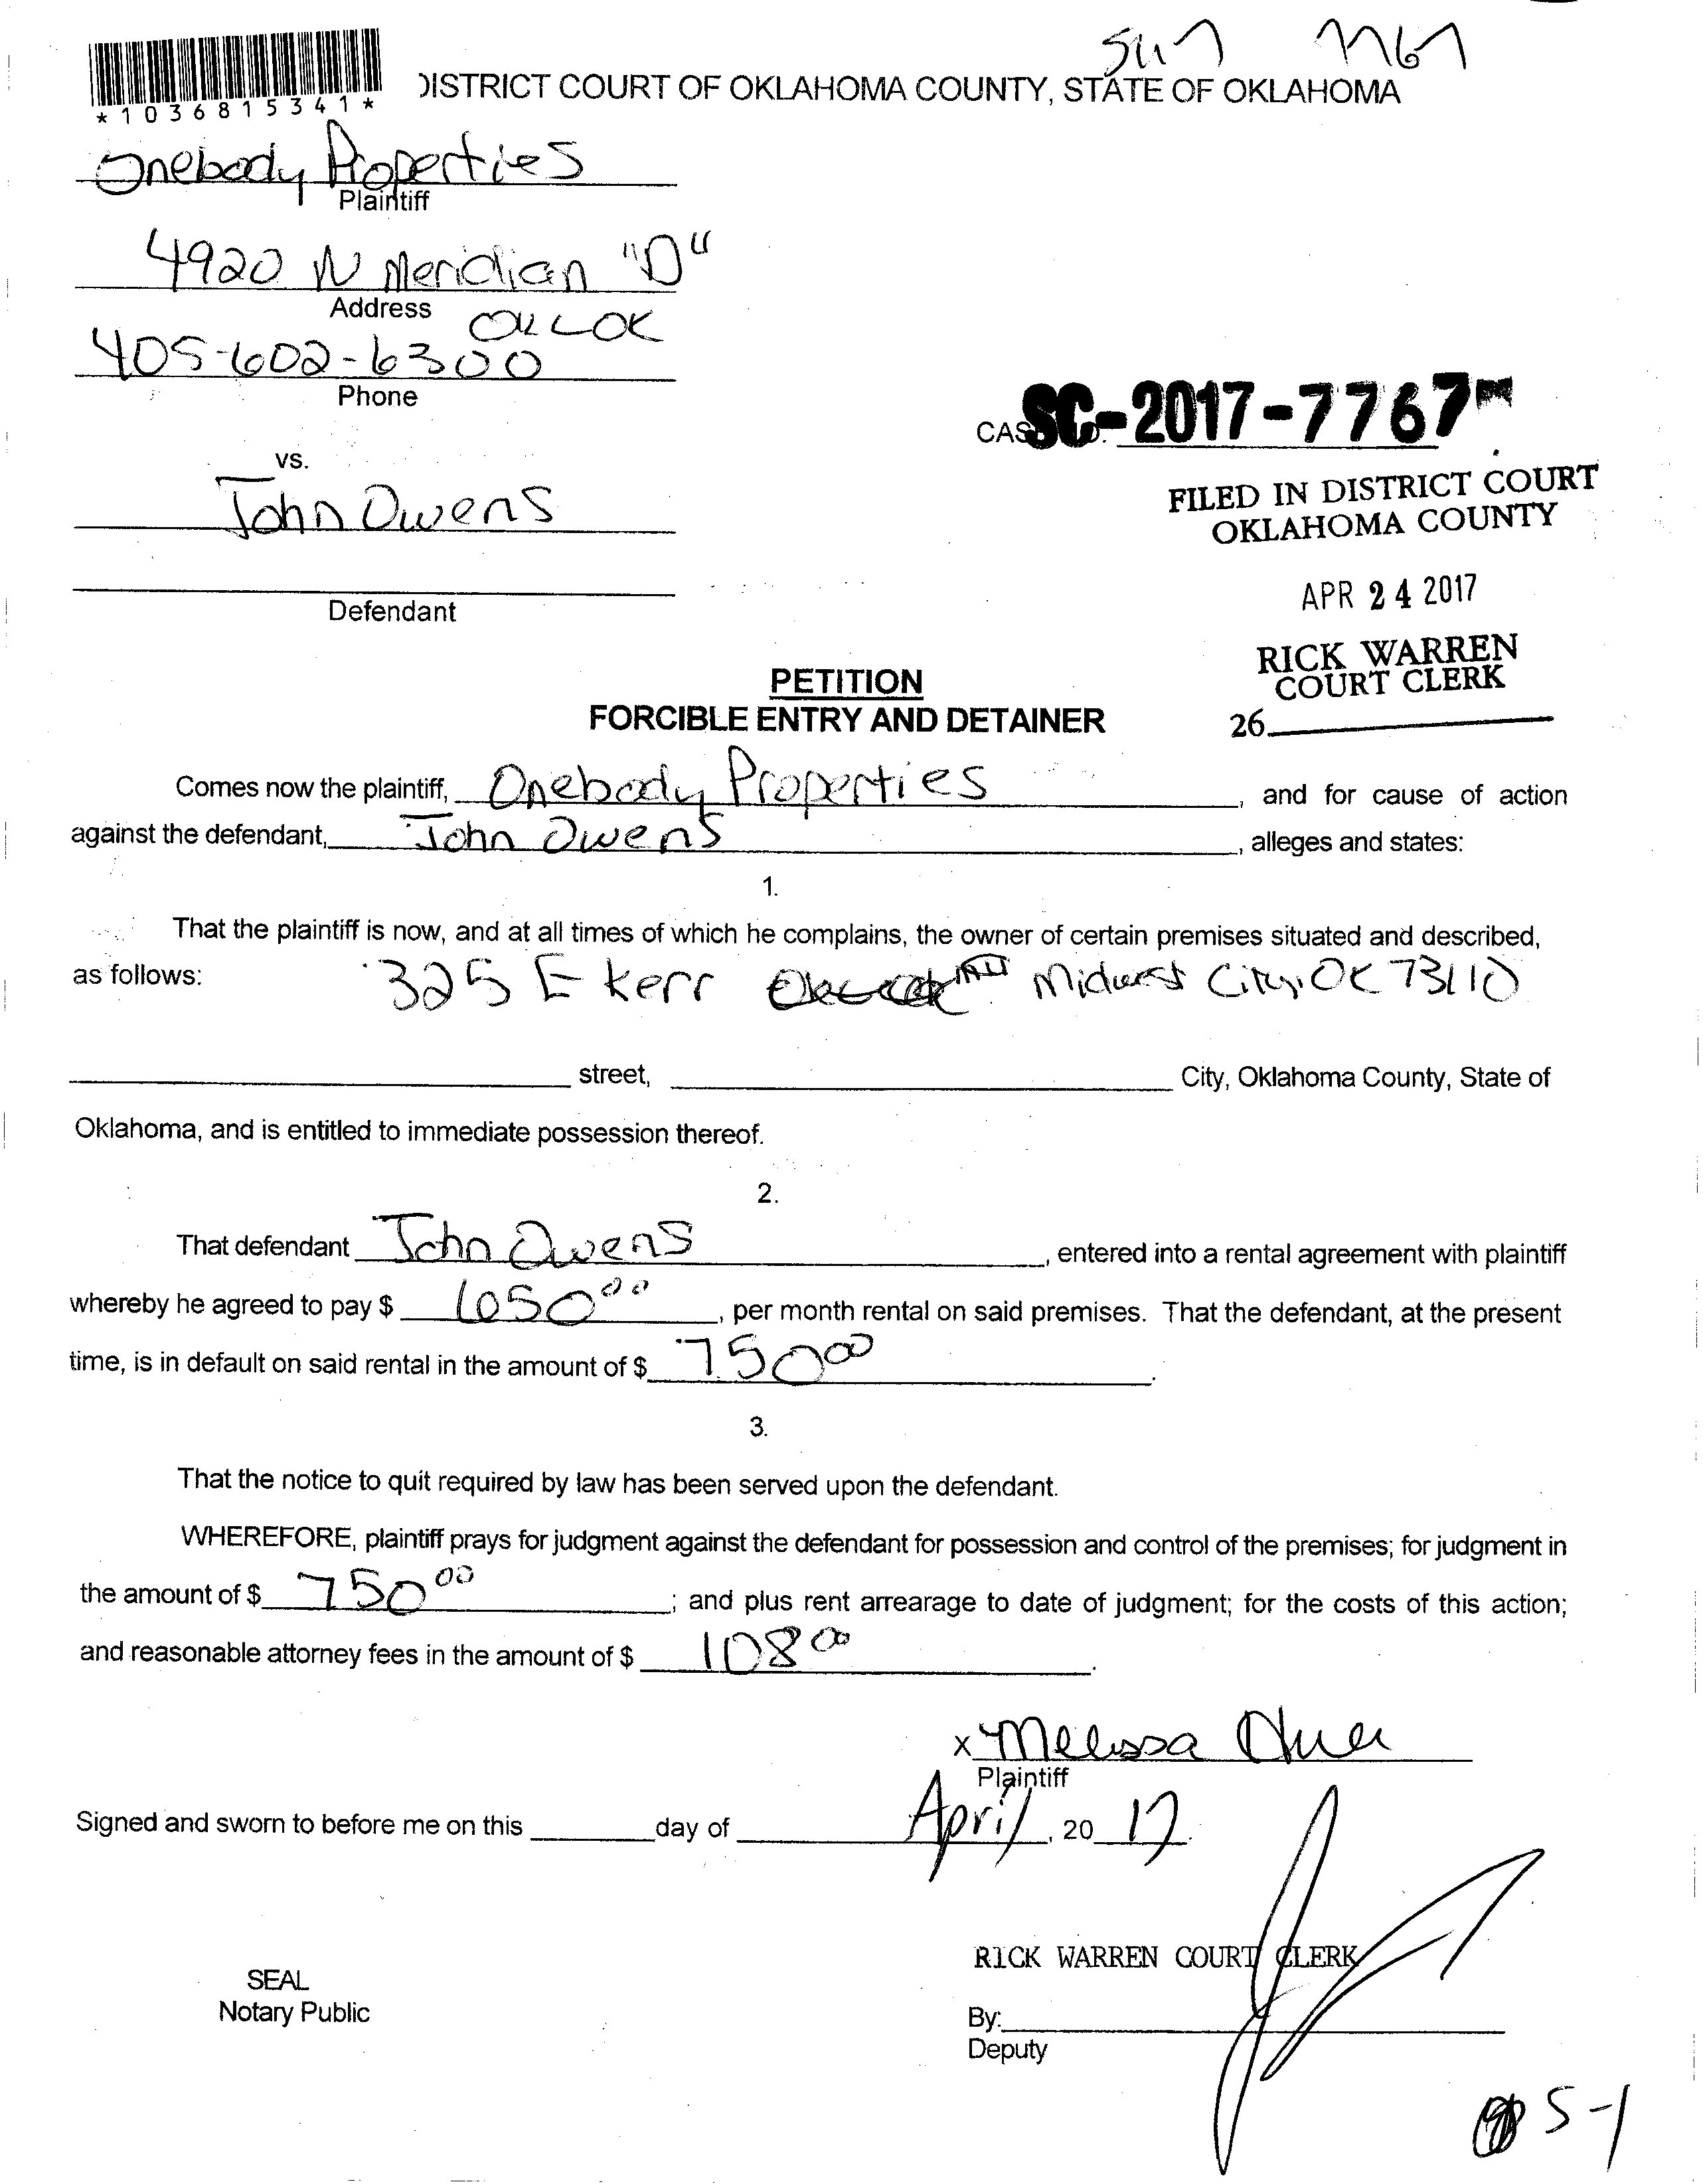 *1036815341*
DISTRICT COURT OF OKLAHOMA COUNTY, STATE OF OKLAHOMA
Onebody Properties
Plaintiff
4920 N Meridian "D"
Address
405-602-6300
Phone
CAS
SC-2017-7767
vs.
John Owens
FILED IN DISTRICT COURT
OKLAHOMA COUNTY
APR 24 2017
Defendant
RICK WARREN
COURT CLERK
26
PETITION
FORCIBLE ENTRY AND DETAINER
Comes now the plaintiff, Onebody Properties, and for cause of action
against the defendant, John Owens, alleges and states:
1.
That the plaintiff is now, and at all times of which he complains, the owner of certain premises situated and described,
as follows: 325 E Kerr Midwest City, OK 73110
street, City, Oklahoma County, State of
Oklahoma, and is entitled to immediate possession thereof.
2.
That defendant John Owens, entered into a rental agreement with plaintiff
whereby he agreed to pay $ 650 00, per month rental on said premises. That the defendant, at the present
time, is in default on said rental in the amount of $ 750 00.
3.
That the notice to quit required by law has been served upon the defendant.
WHEREFORE, plaintiff prays for judgment against the defendant for possession and control of the premises; for judgment in
the amount of $ 750 00; and plus rent arrearage to date of judgment; for the costs of this action;
and reasonable attorney fees in the amount of $ 108 00.
x Melissa
Plaintiff
Signed and sworn to before me on this day of April, 20 17.
RICK WARREN COURT CLERK
SEAL
Notary Public
By:
Deputy
5-1